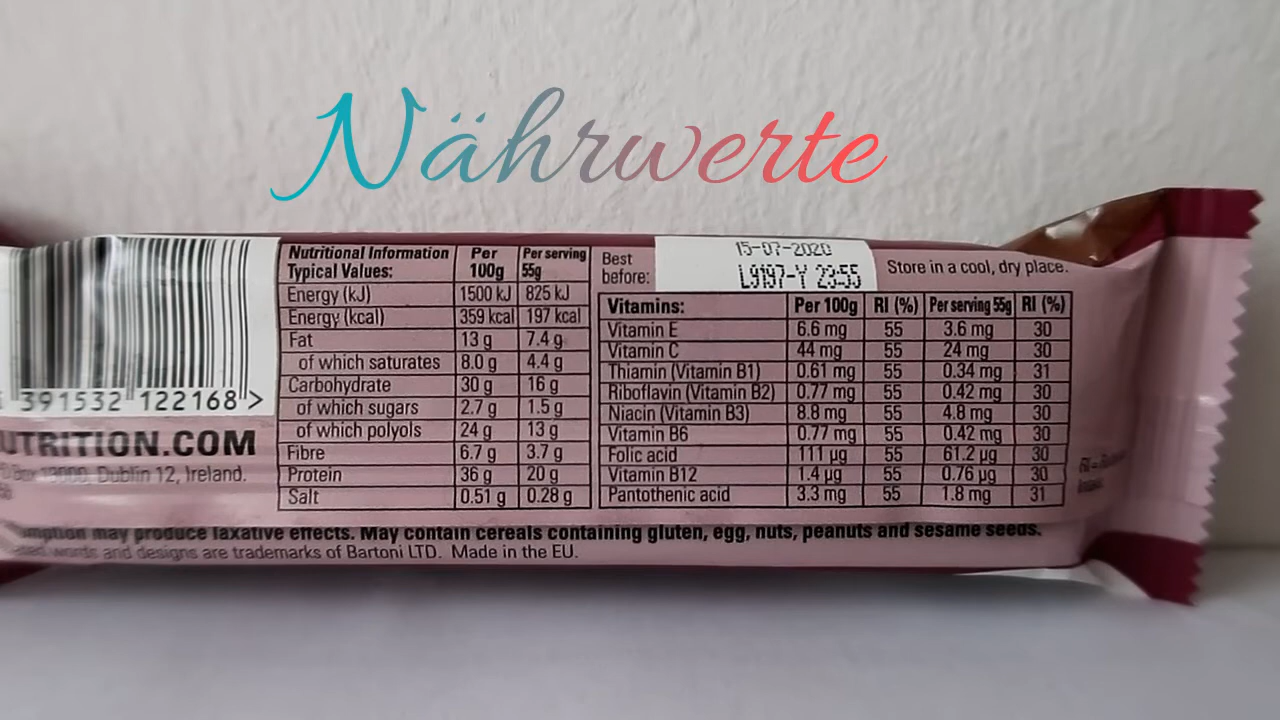 Nährwerte
391532 122168 >
UTRITION.COM
Dublin 12, Ireland.
Nutritional Information Per Per serving
Typical Values: 100g 55g
Energy (kJ) 1500 kJ 825 kJ
Energy (kcal) 359 kcal 197 kcal
Fat 13 g 7.4 g
of which saturates 8.0 g 4.4 g
Carbohydrate 30 g 16 g
of which sugars 2.7 g 1.5 g
of which polyols 24 g 13 g
Fibre 6.7 g 3.7 g
Protein 36 g 20 g
Salt 0.51 g 0.28 g
Best
before:
15-07-2020
L9197-Y 23:55
Store in a cool, dry place.
Vitamins: Per 100g RI (%) Per serving 55g RI (%)
Vitamin E 6.6 mg 55 3.6 mg 30
Vitamin C 44 mg 55 24 mg 30
Thiamin (Vitamin B1) 0.61 mg 55 0.34 mg 31
Riboflavin (Vitamin B2) 0.77 mg 55 0.42 mg 30
Niacin (Vitamin B3) 8.8 mg 55 4.8 mg 30
Vitamin B6 0.77 mg 55 0.42 mg 30
Folic acid 111 µg 55 61.2 µg 30
Vitamin B12 1.4 µg 55 0.76 µg 30
Pantothenic acid 3.3 mg 55 1.8 mg 31
may produce laxative effects. May contain cereals containing gluten, egg, nuts, peanuts and sesame seeds.
words and designs are trademarks of Bartoni LTD. Made in the EU.